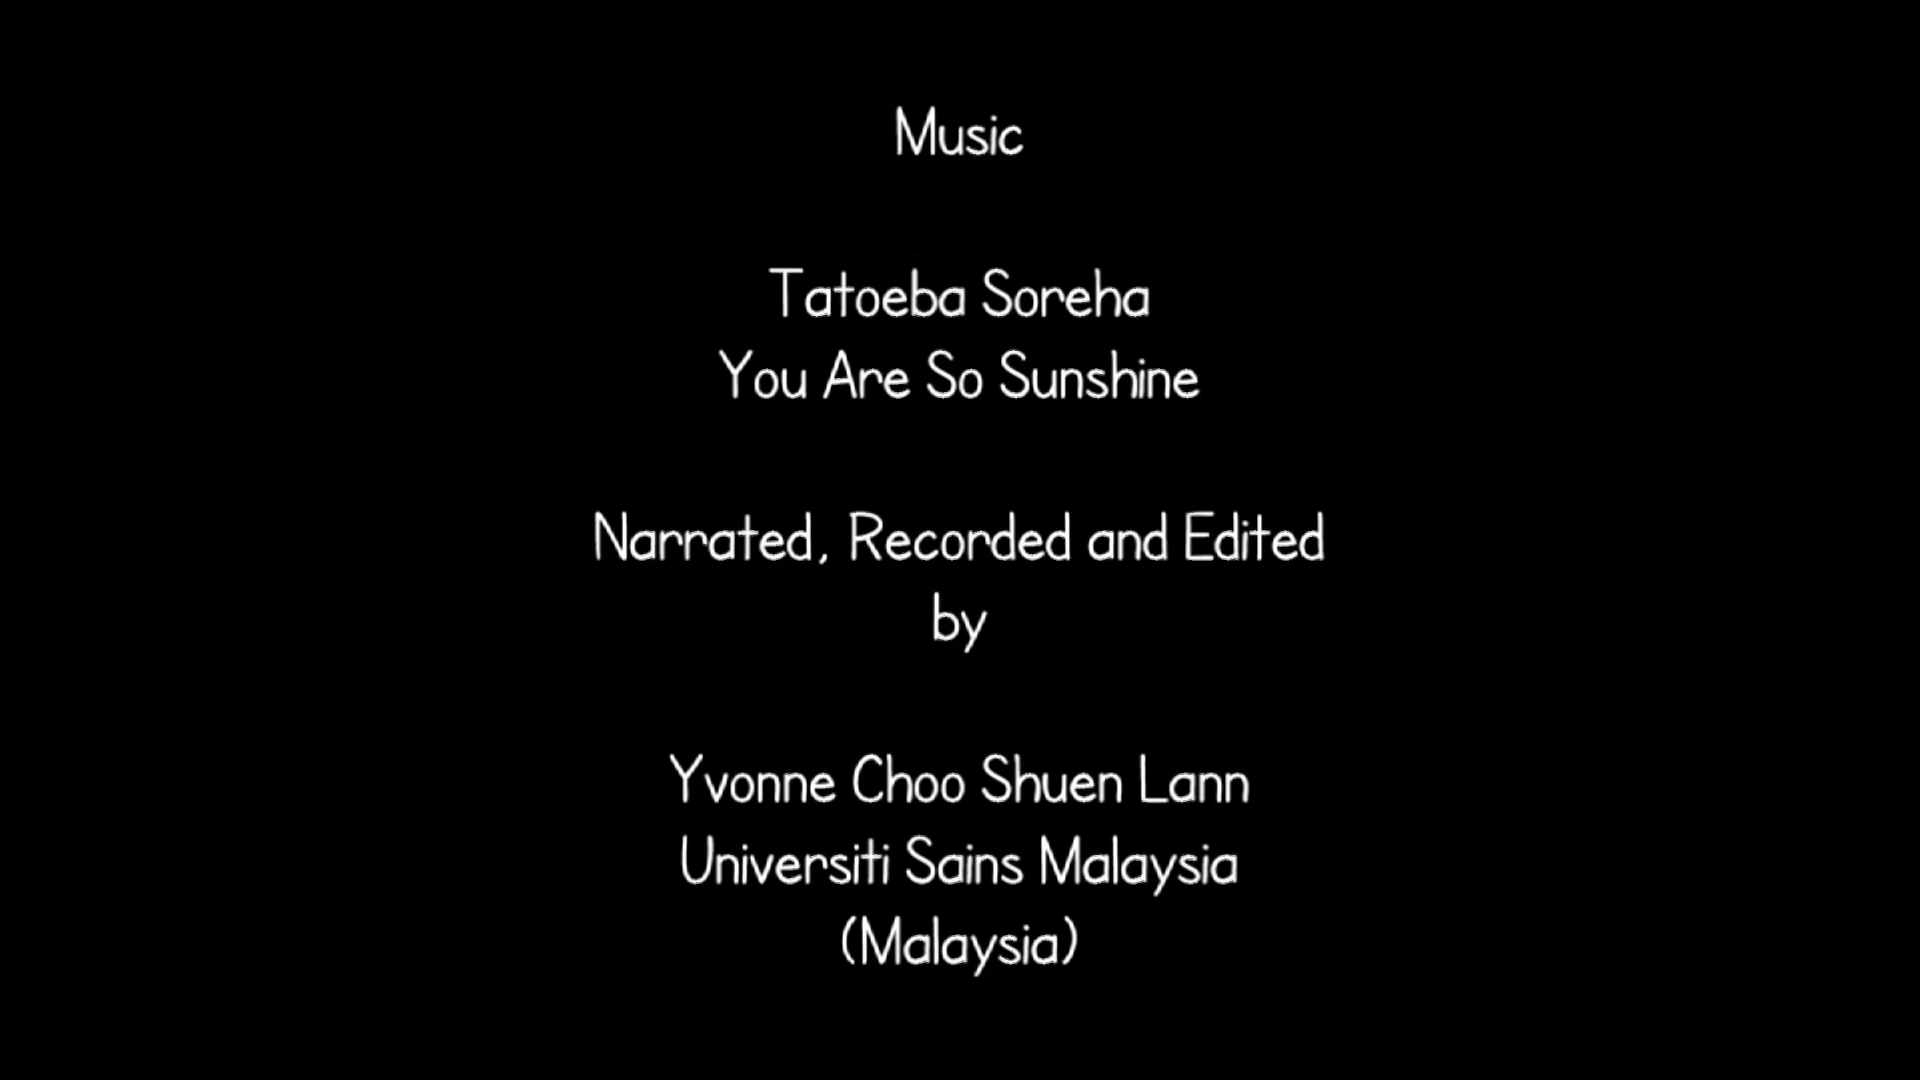 Music
Tatoeba Soreha
You Are So Sunshine
Narrated, Recorded and Edited
by
Yvonne Choo Shuen Lann
Universiti Sains Malaysia
(Malaysia)